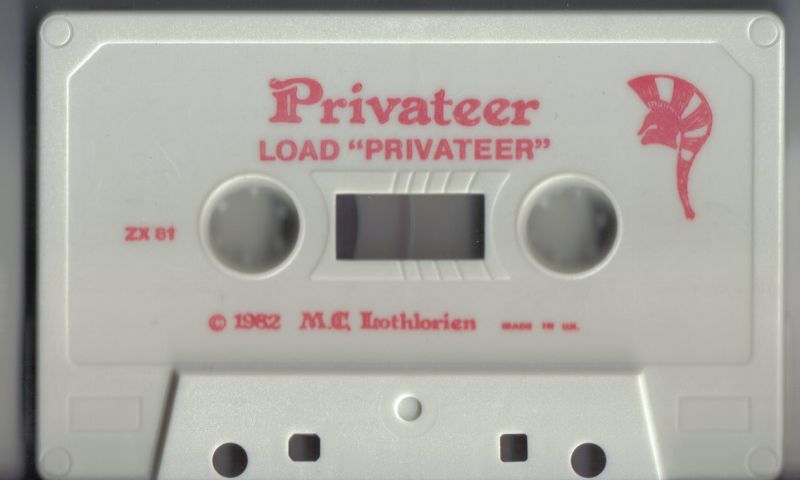 Privateer
LOAD “PRIVATEER”
ZX 81
© 1982 M.C. Lothlorien MADE IN U.K.